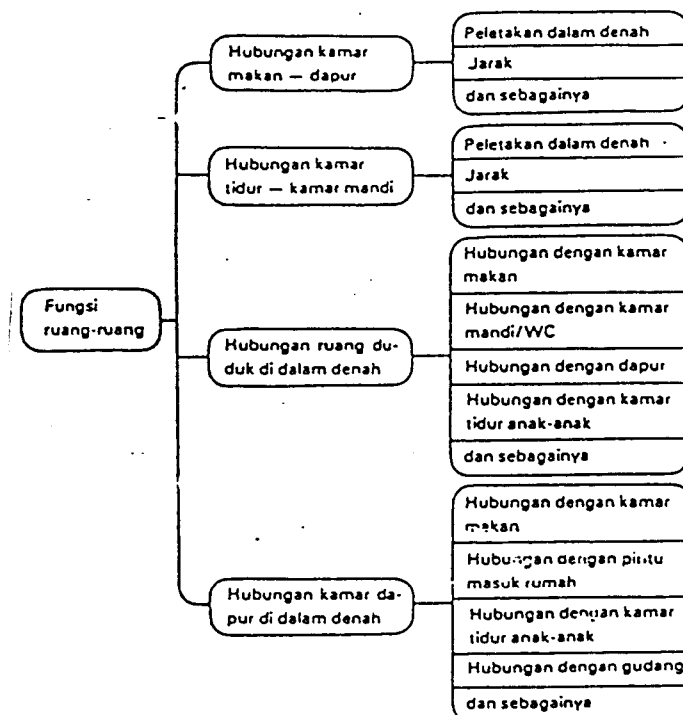 Fungsi
ruang-ruang
Hubungan kamar
makan — dapur
Peletakan dalam denah
Jarak
dan sebagainya
Hubungan kamar
tidur — kamar mandi
Peletakan dalam denah
Jarak
dan sebagainya
Hubungan ruang du-
duk di dalam denah
Hubungan dengan kamar
makan
Hubungan dengan kamar
mandi/WC
Hubungan dengan dapur
Hubungan dengan kamar
tidur anak-anak
dan sebagainya
Hubungan kamar da-
pur di dalam denah
Hubungan dengan kamar
makan
Hubungan dengan pintu
masuk rumah
Hubungan dengan kamar
tidur anak-anak
Hubungan dengan gudang
dan sebagainya